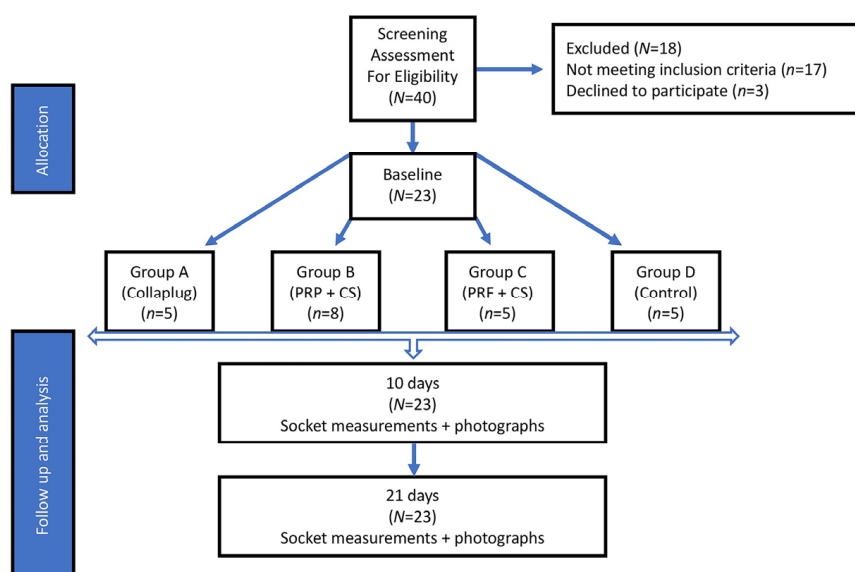 Screening
Assessment
For Eligibility
(N=40)
Excluded (N=18)
Not meeting inclusion criteria (n=17)
Declined to participate (n=3)
Allocation
Baseline
(N=23)
Group A
(Collaplug)
(n=5)
Group B
(PRP + CS)
(n=8)
Group C
(PRF + CS)
(n=5)
Group D
(Control)
(n=5)
Follow up and analysis
10 days
(N=23)
Socket measurements + photographs
21 days
(N=23)
Socket measurements + photographs